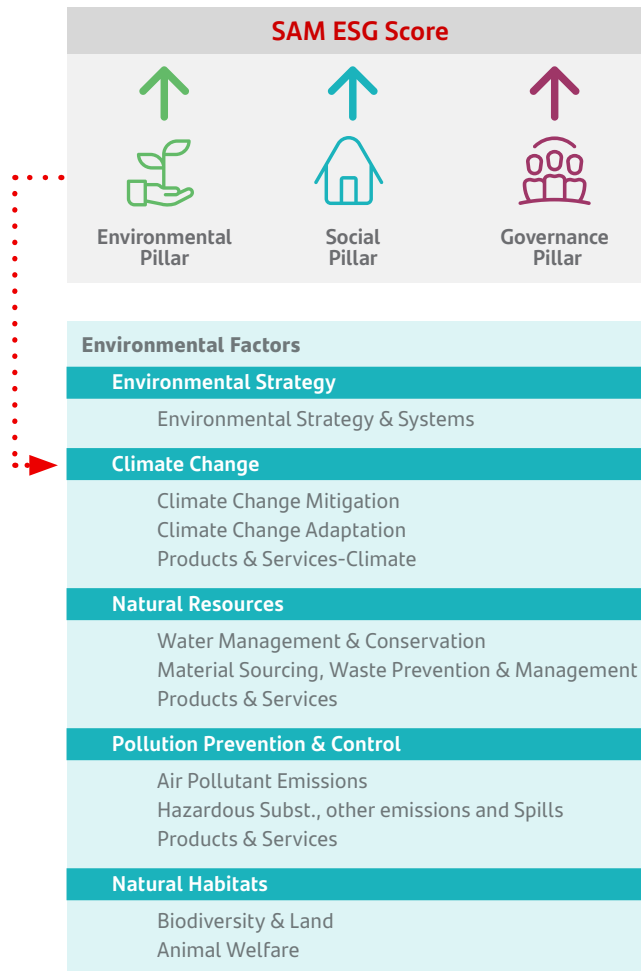 SAM ESG Score
Environmental
Pillar
Social
Pillar
Governance
Pillar
Environmental Factors
Environmental Strategy
Environmental Strategy & Systems
Climate Change
Climate Change Mitigation
Climate Change Adaptation
Products & Services-Climate
Natural Resources
Water Management & Conservation
Material Sourcing, Waste Prevention & Management
Products & Services
Pollution Prevention & Control
Air Pollutant Emissions
Hazardous Subst., other emissions and Spills
Products & Services
Natural Habitats
Biodiversity & Land
Animal Welfare